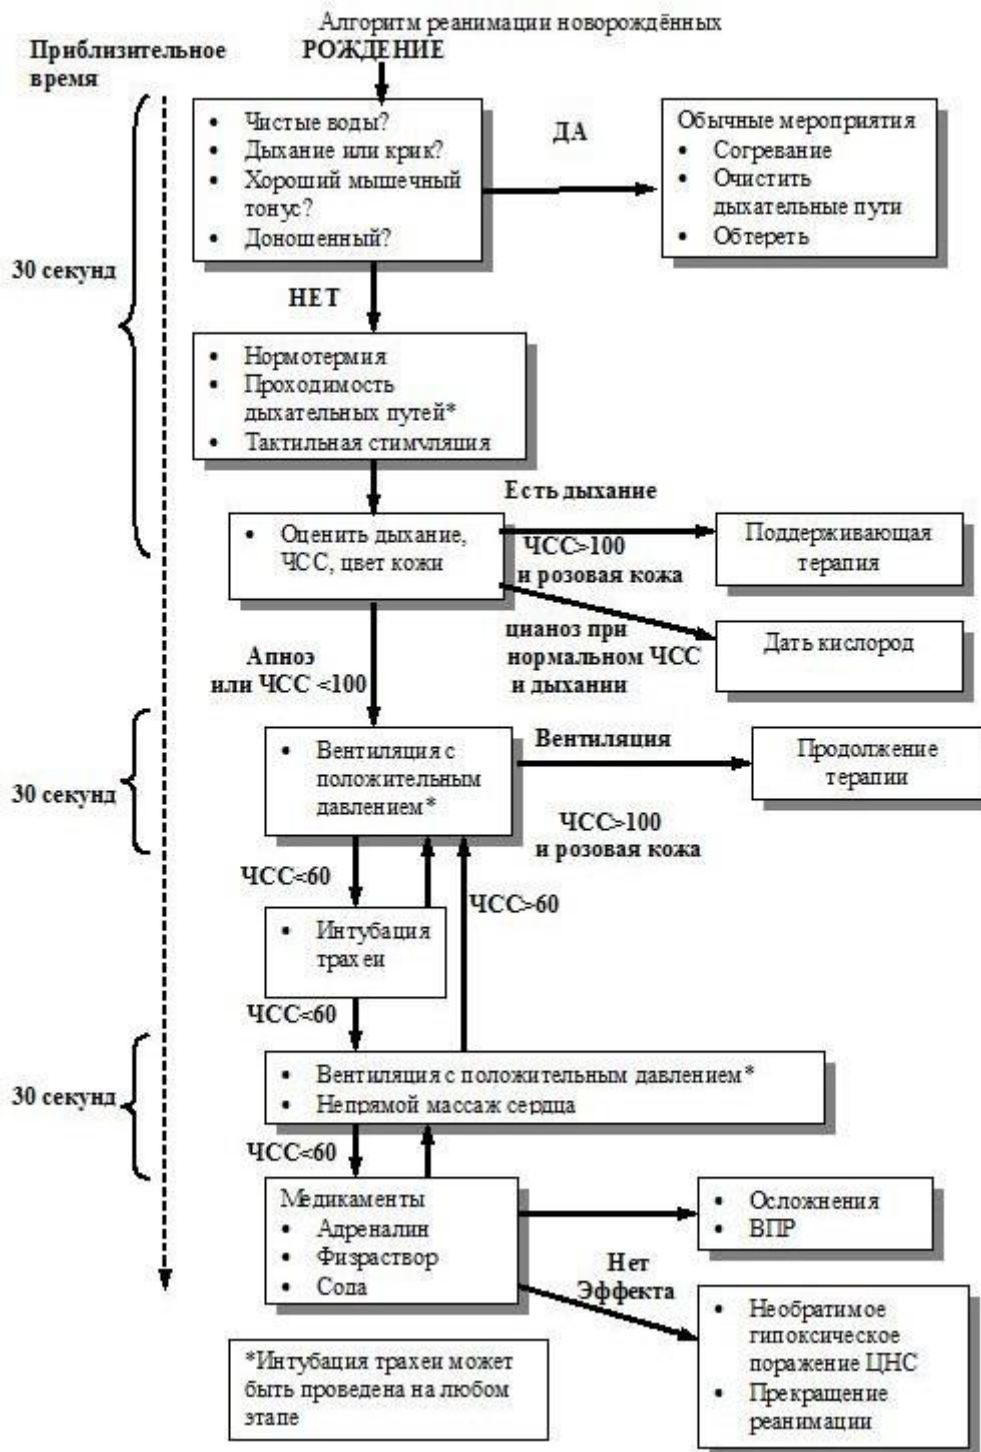 Алгоритм реанимации новорождённых
Приблизительное
время
РОЖДЕНИЕ
• Чистые воды?
• Дыхание или крик?
• Хороший мышечный
тонус?
• Доношенный?
ДА
Обычные мероприятия
• Согревание
• Очистить
дыхательные пути
• Обтереть
30 секунд
НЕТ
• Нормотермия
• Проходимость
дыхательных путей*
• Тактильная стимуляция
• Оценить дыхание,
ЧСС, цвет кожи
Есть дыхание
ЧСС>100
и розовая кожа
Поддерживающая
терапия
цианоз при
нормальном ЧСС
и дыхании
Дать кислород
Апноэ
или ЧСС <100
30 секунд
• Вентиляция с
положительным
давлением*
Вентиляция
ЧСС>100
и розовая кожа
Продолжение
терапии
ЧСС<60
ЧСС>60
• Интубация
трахеи
ЧСС<60
30 секунд
• Вентиляция с положительным давлением*
• Непрямой массаж сердца
ЧСС<60
Медикаменты
• Адреналин
• Физраствор
• Сода
• Осложнения
• ВПР
Нет
Эффекта
• Необратимое
гипоксическое
поражение ЦНС
• Прекращение
реанимации
*Интубация трахеи может
быть проведена на любом
этапе